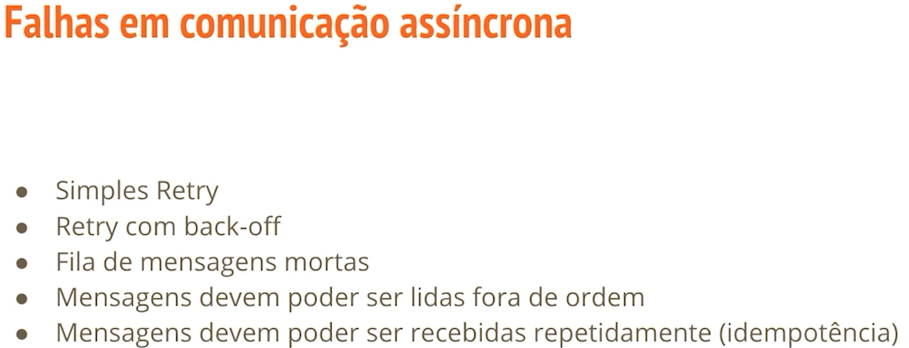 Falhas em comunicação assíncrona
● Simples Retry
● Retry com back-off
● Fila de mensagens mortas
● Mensagens devem poder ser lidas fora de ordem
● Mensagens devem poder ser recebidas repetidamente (idempotência)